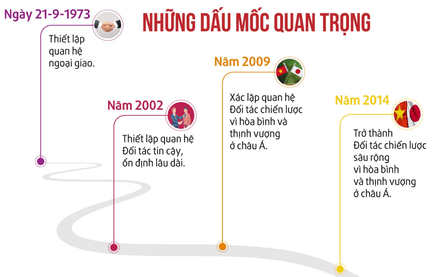 NHỮNG DẤU MỐC QUAN TRỌNG
Ngày 21-9-1973
Thiết lập
quan hệ
ngoại giao.
Năm 2002
Thiết lập quan hệ
Đối tác tin cậy,
ổn định lâu dài.
Năm 2009
Xác lập quan hệ
Đối tác chiến lược
vì hòa bình và
thịnh vượng
ở châu Á.
Năm 2014
Trở thành
Đối tác chiến lược
sâu rộng
vì hòa bình
và thịnh vượng
ở châu Á.